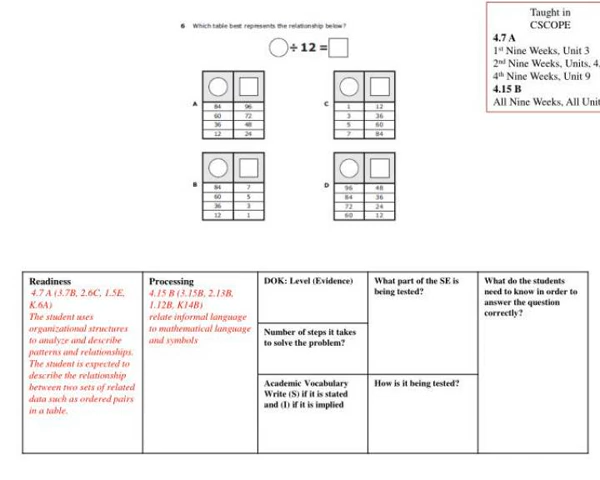 6 Which table best represents the relationship below?
÷ 12 =
A
84 96
60 72
36 48
12 24
C
1 12
3 36
5 60
7 84
B
84 7
60 5
36 3
12 1
D
96 48
84 36
72 24
60 12
Taught in
CSCOPE
4.7 A
1st Nine Weeks, Unit 3
2nd Nine Weeks, Units, 4,
4th Nine Weeks, Unit 9
4.15 B
All Nine Weeks, All Unit
Readiness
4.7 A (3.7B, 2.6C, 1.5E,
K.6A)
The student uses
organizational structures
to analyze and describe
patterns and relationships.
The student is expected to
describe the relationship
between two sets of related
data such as ordered pairs
in a table.
Processing
4.15 B (3.15B, 2.13B,
1.12B, K14B)
relate informal language
to mathematical language
and symbols
DOK: Level (Evidence)
Number of steps it takes
to solve the problem?
Academic Vocabulary
Write (S) if it is stated
and (I) if it is implied
What part of the SE is
being tested?
How is it being tested?
What do the students
need to know in order to
answer the question
correctly?